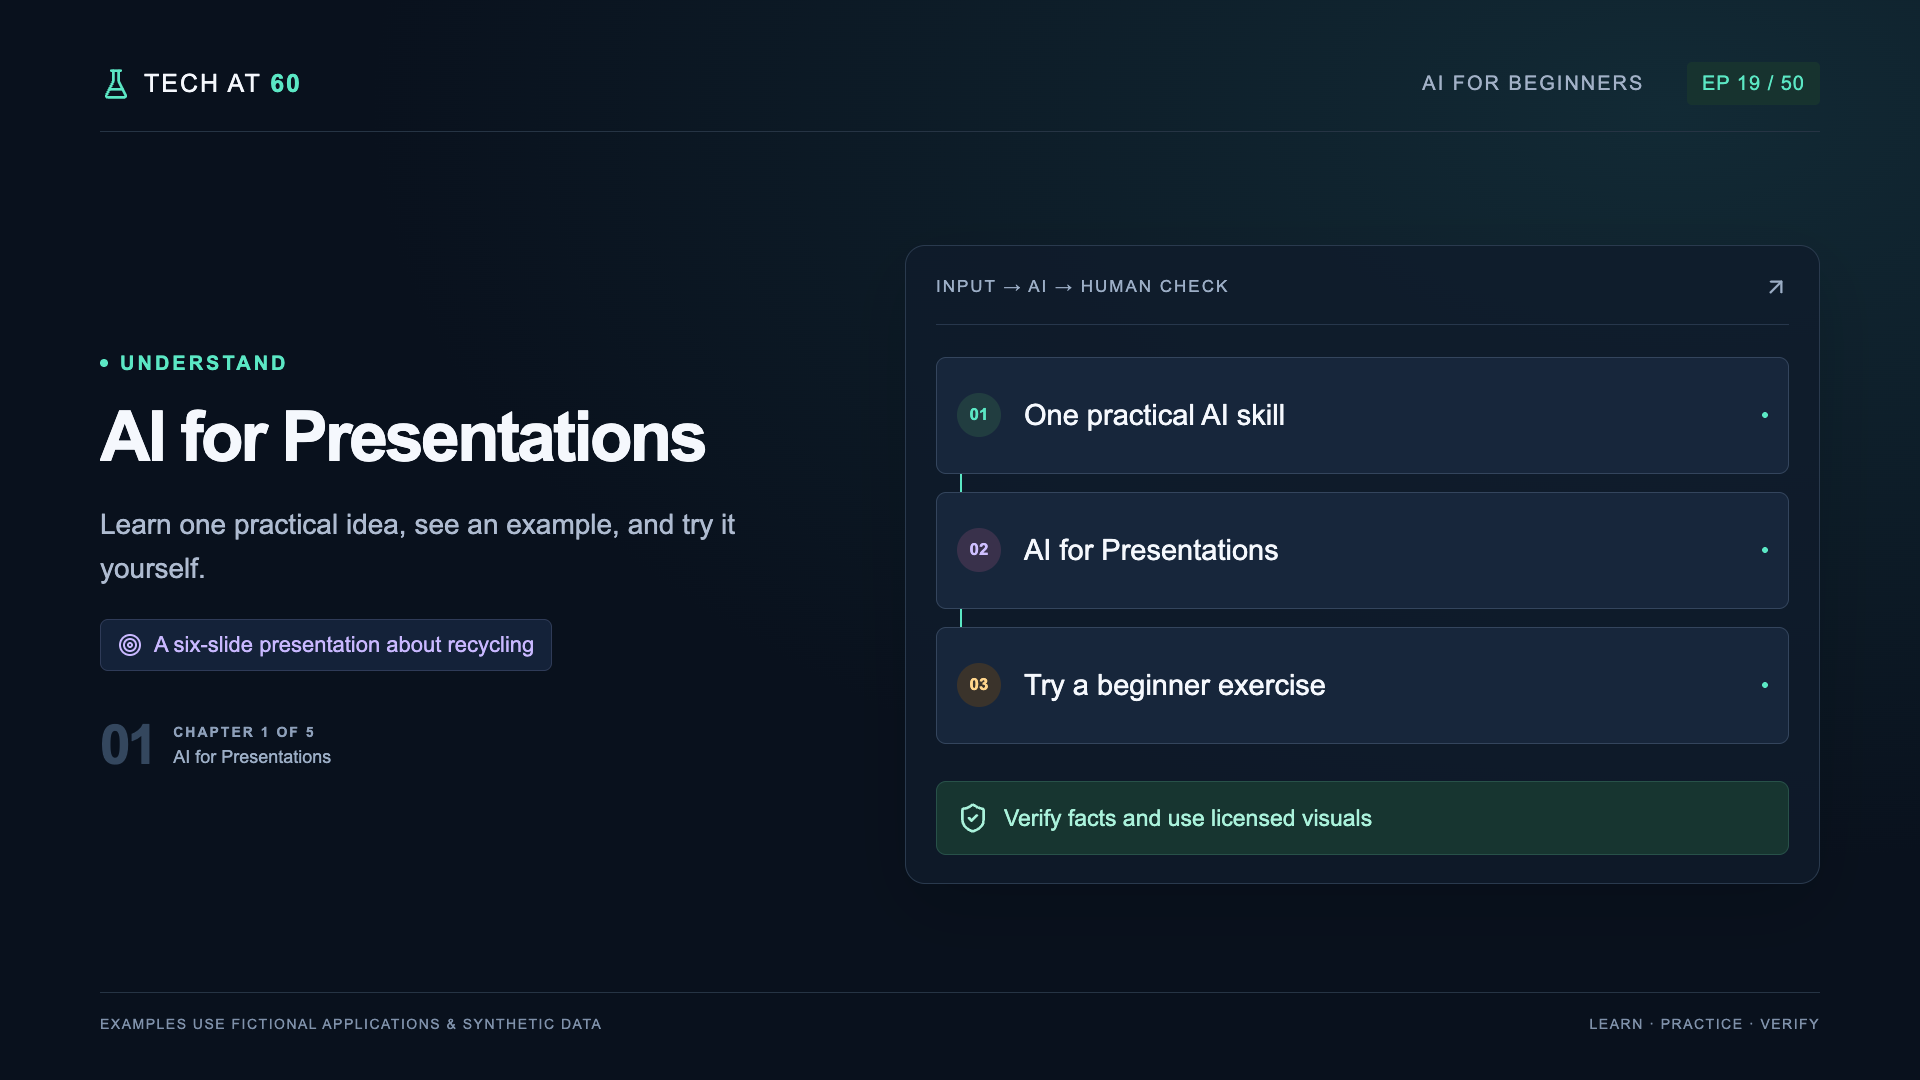 TECH AT 60
AI FOR BEGINNERS
EP 19 / 50
UNDERSTAND
AI for Presentations
Learn one practical idea, see an example, and try it
yourself.
A six-slide presentation about recycling
01
CHAPTER 1 OF 5
AI for Presentations
INPUT → AI → HUMAN CHECK
01
One practical AI skill
02
AI for Presentations
03
Try a beginner exercise
Verify facts and use licensed visuals
EXAMPLES USE FICTIONAL APPLICATIONS & SYNTHETIC DATA
LEARN · PRACTICE · VERIFY